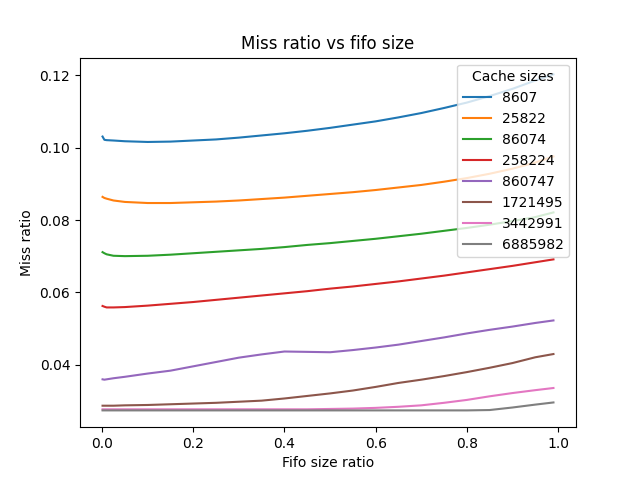 Miss ratio vs fifo size
Miss ratio
0.12
0.10
0.08
0.06
0.04
Cache sizes
8607
25822
86074
258224
860747
1721495
3442991
6885982
0.0 0.2 0.4 0.6 0.8 1.0
Fifo size ratio